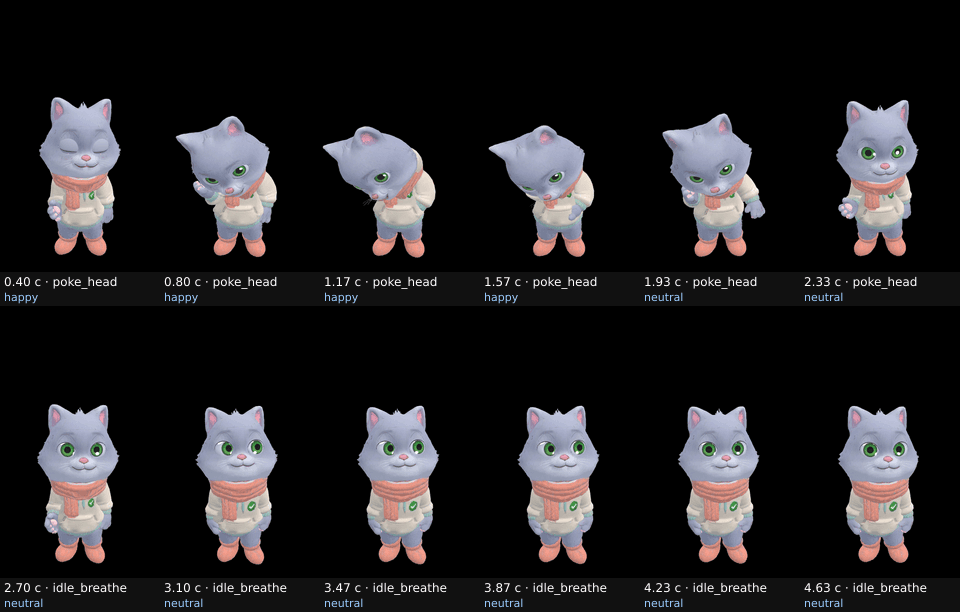 0.40 с · poke_head
happy
0.80 с · poke_head
happy
1.17 с · poke_head
happy
1.57 с · poke_head
happy
1.93 с · poke_head
neutral
2.33 с · poke_head
neutral
2.70 с · idle_breathe
neutral
3.10 с · idle_breathe
neutral
3.47 с · idle_breathe
neutral
3.87 с · idle_breathe
neutral
4.23 с · idle_breathe
neutral
4.63 с · idle_breathe
neutral